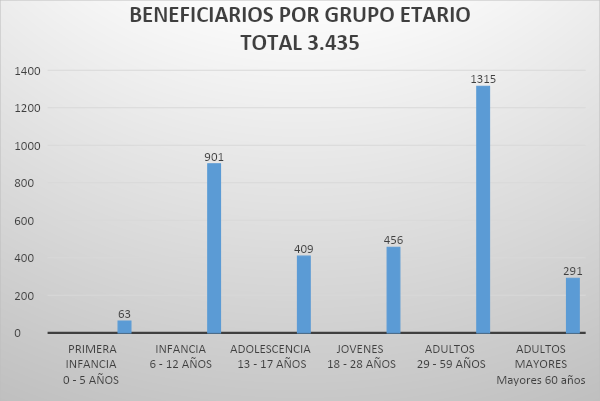 BENEFICIARIOS POR GRUPO ETARIO
TOTAL 3.435
1400
1200
1000
800
600
400
200
0
63
901
409
456
1315
291
PRIMERA
INFANCIA
0 - 5 AÑOS
INFANCIA
6 - 12 AÑOS
ADOLESCENCIA
13 - 17 AÑOS
JOVENES
18 - 28 AÑOS
ADULTOS
29 - 59 AÑOS
ADULTOS
MAYORES
Mayores 60 años